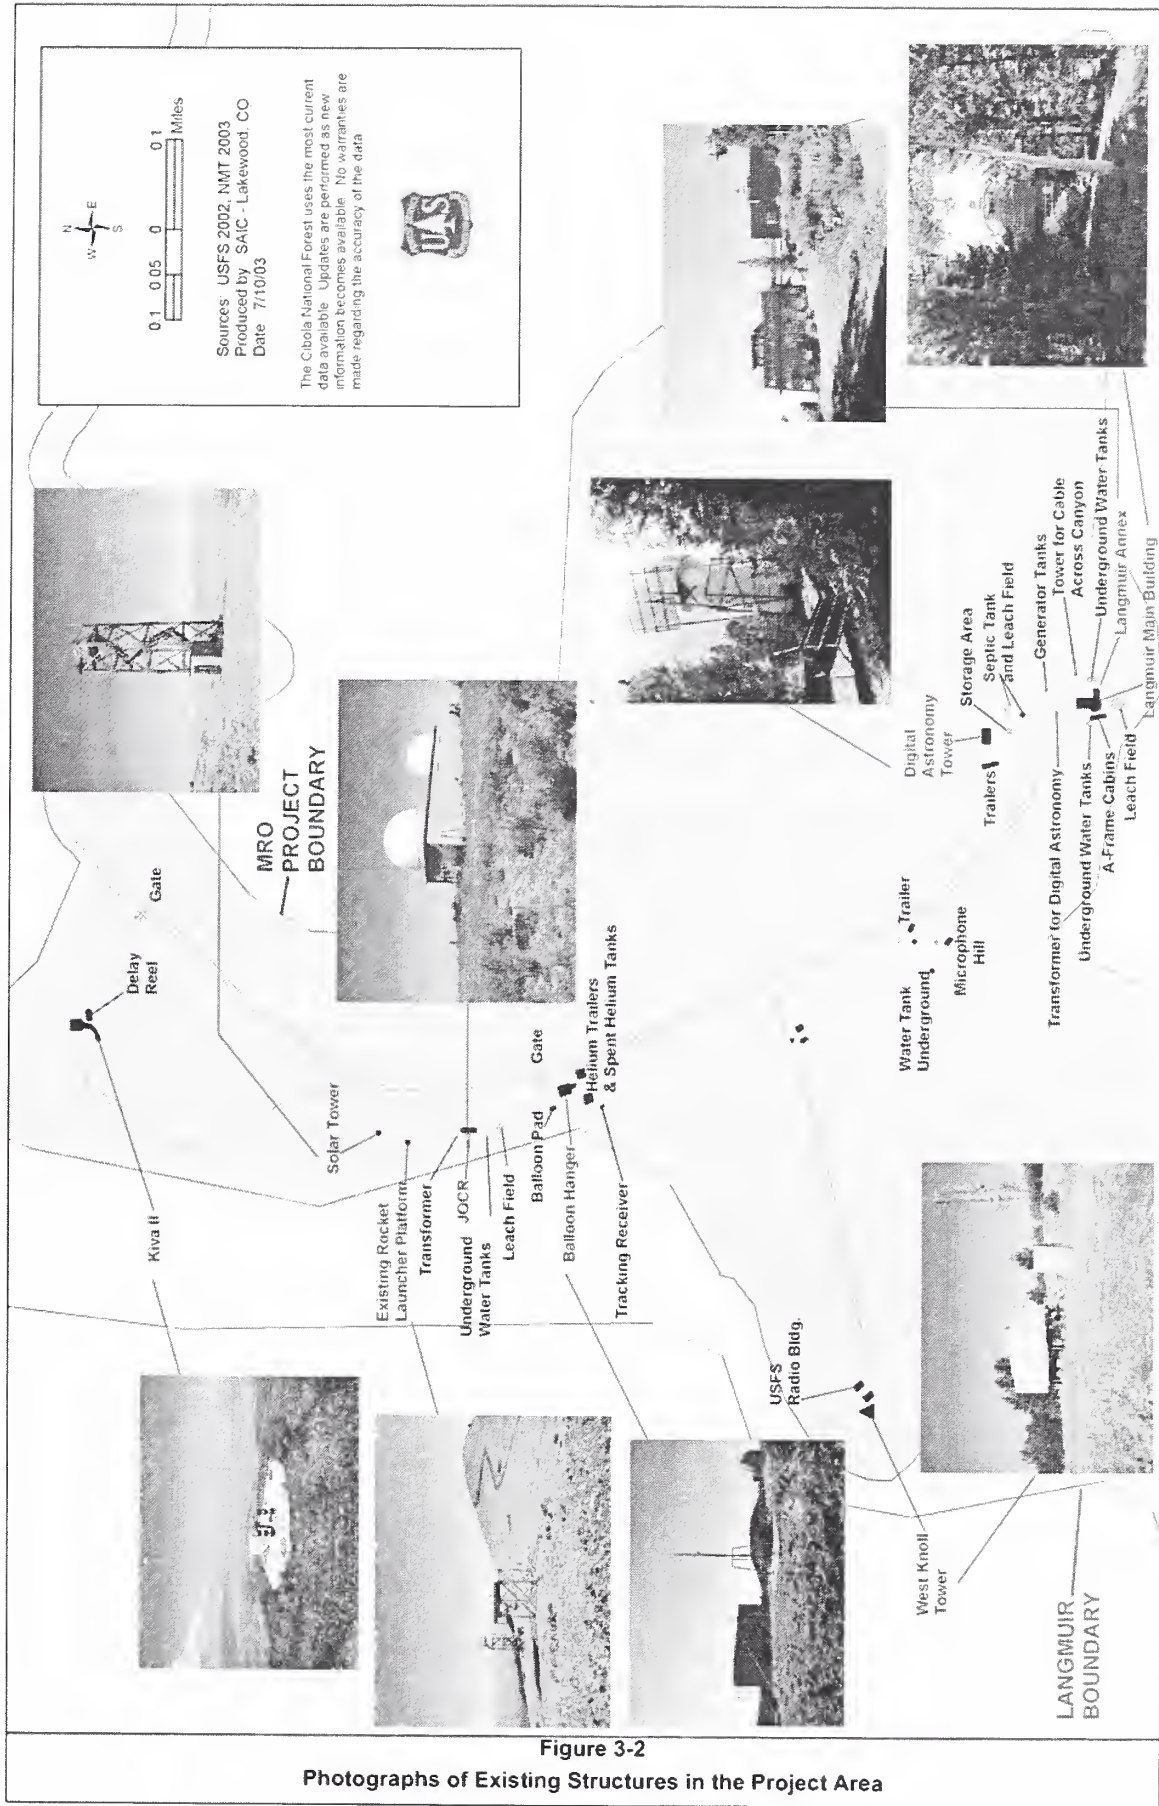 N
W
E
S
0.1
0.05
0
0.1
Miles
Sources: USFS 2002, NMT 2003
Produced by SAIC - Lakewood, CO
Date 7/10/03
The Cibola National Forest uses the most current
data available Updates are performed as new
information becomes available No warranties are
made regarding the accuracy of the data
UAS
Kiva II
Delay
Reel
Gate
MRO
PROJECT
BOUNDARY
Solar Tower
Existing Rocket
Launcher Platform
Transformer
Underground
Water Tanks
JOCR
Leach Field
Balloon Pad
Gate
Balloon Hanger
Helium Trailers
& Spent Helium Tanks
Tracking Receiver
USFS
Radio Bldg.
West Knoll
Tower
LANGMUIR
BOUNDARY
Water Tank
Underground
Trailer
Microphone
Hill
Digital
Astronomy
Tower
Trailers
Storage Area
Septic Tank
and Leach Field
Generator Tanks
Tower for Cable
Across Canyon
Underground Water Tanks
Langmuir Annex
Langmuir Main Building
Transformer for Digital Astronomy
Underground Water Tanks
A-Frame Cabins
Leach Field
Figure 3-2
Photographs of Existing Structures in the Project Area